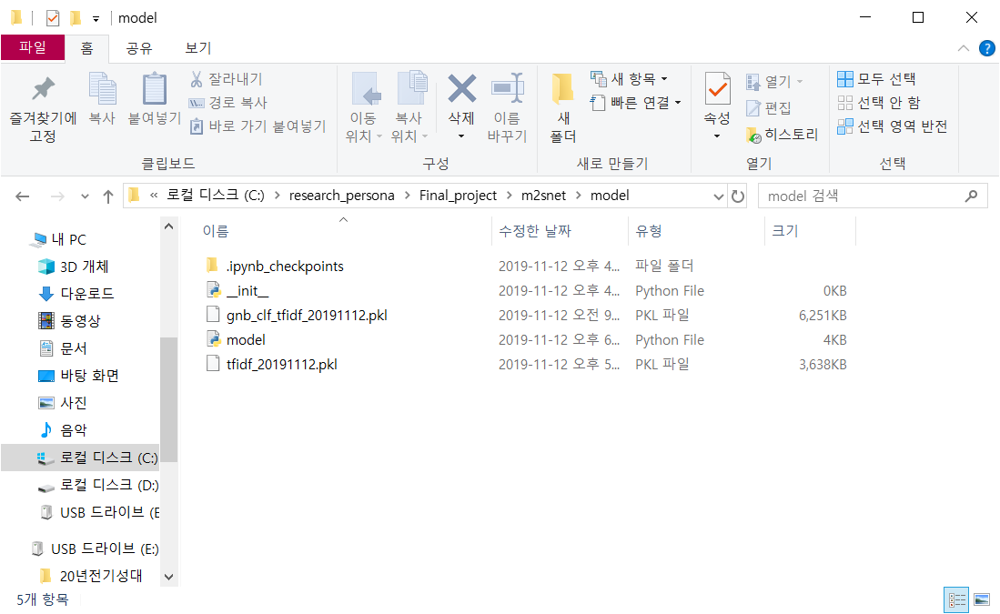 model
파일 홈 공유 보기
즐겨찾기에 고정
복사
붙여넣기
잘라내기
경로 복사
바로 가기 붙여넣기
클립보드
이동 위치
복사 위치
삭제
이름 바꾸기
구성
새 폴더
새 항목
빠른 연결
새로 만들기
속성
열기
편집
히스토리
열기
모두 선택
선택 안 함
선택 영역 반전
선택
« 로컬 디스크 (C:) > research_persona > Final_project > m2snet > model
model 검색
내 PC
3D 개체
다운로드
동영상
문서
바탕 화면
사진
음악
로컬 디스크 (C:)
로컬 디스크 (D:)
USB 드라이브 (E
USB 드라이브 (E:)
20년전기성대
이름 수정한 날짜 유형 크기
.ipynb_checkpoints 2019-11-12 오후 4... 파일 폴더
__init__ 2019-11-12 오후 4... Python File 0KB
gnb_clf_tfidf_20191112.pkl 2019-11-12 오전 9... PKL 파일 6,251KB
model 2019-11-12 오후 6... Python File 4KB
tfidf_20191112.pkl 2019-11-12 오후 5... PKL 파일 3,638KB
5개 항목